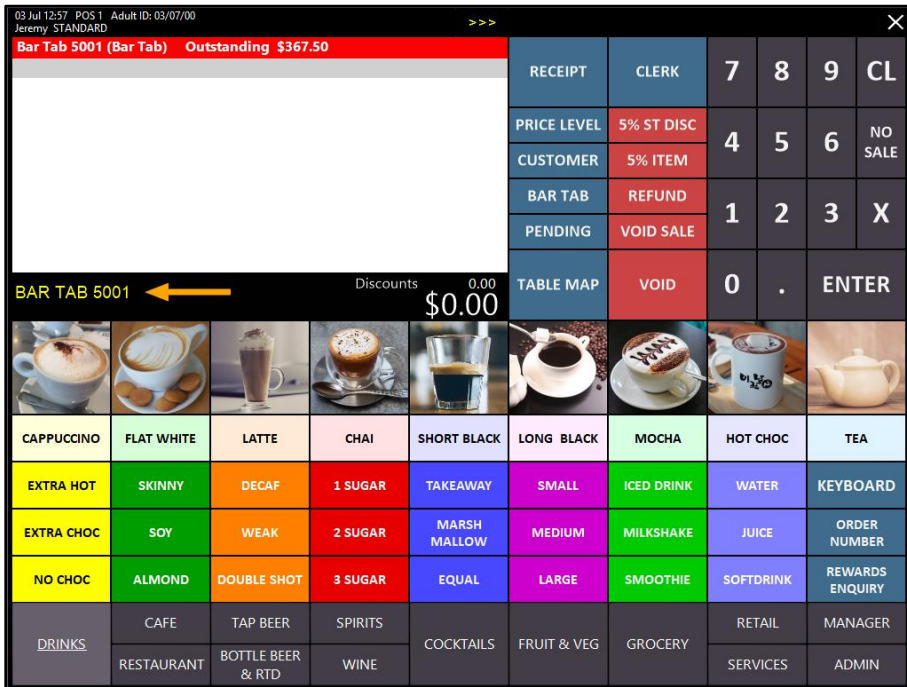 03 Jul 12:57 POS 1 Adult ID: 03/07/00
Jeremy STANDARD
>>>
X
Bar Tab 5001 (Bar Tab) Outstanding $367.50
RECEIPT CLERK 7 8 9 CL
PRICE LEVEL 5% ST DISC
CUSTOMER 5% ITEM
4 5 6 NO
SALE
BAR TAB REFUND
PENDING VOID SALE
1 2 3 X
BAR TAB 5001
Discounts 0.00
$0.00
TABLE MAP VOID 0 . ENTER
CAPPUCCINO FLAT WHITE LATTE CHAI SHORT BLACK LONG BLACK MOCHA HOT CHOC TEA
EXTRA HOT SKINNY DECAF 1 SUGAR TAKEAWAY SMALL ICED DRINK WATER KEYBOARD
EXTRA CHOC SOY WEAK 2 SUGAR MARSH
MALLOW MEDIUM MILKSHAKE JUICE ORDER
NUMBER
NO CHOC ALMOND DOUBLE SHOT 3 SUGAR EQUAL LARGE SMOOTHIE SOFTDRINK REWARDS
ENQUIRY
DRINKS
CAFE TAP BEER SPIRITS
COCKTAILS FRUIT & VEG GROCERY
RETAIL MANAGER
RESTAURANT BOTTLE BEER
& RTD WINE
SERVICES ADMIN